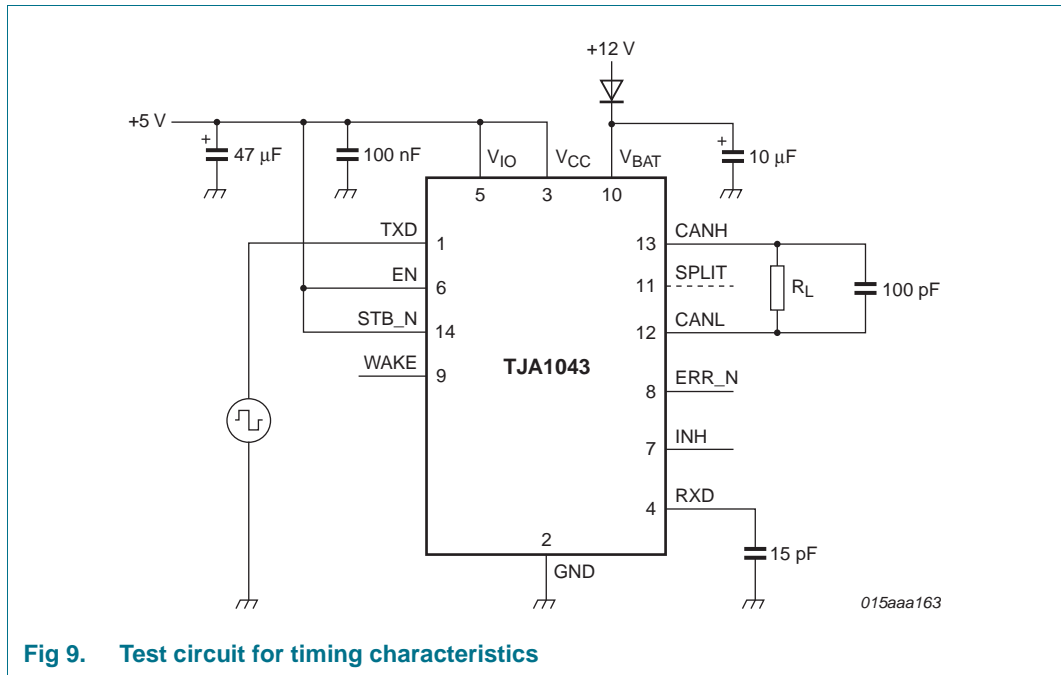 +12 V
+5 V
+
47 μF
100 nF
VIO
VCC
VBAT
+
10 μF
5
3
10
TXD
1
13
CANH
EN
6
11
SPLIT
RL
100 pF
STB_N
14
12
CANL
WAKE
9
TJA1043
8
ERR_N
7
INH
4
RXD
2
GND
15 pF
015aaa163
Fig 9. Test circuit for timing characteristics